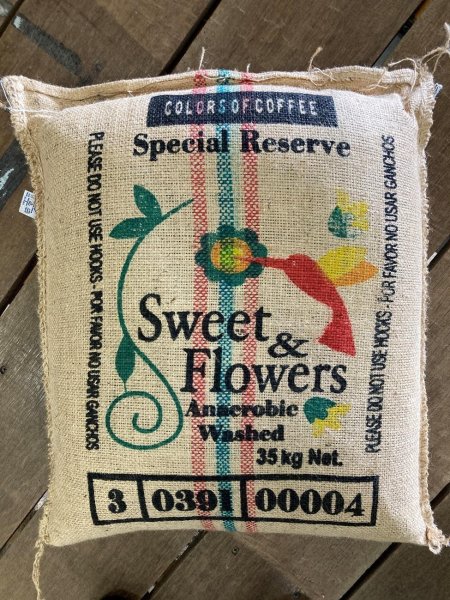 COLORS OF COFFEE
Special Reserve
PLEASE DO NOT USE HOOKS - POR FAVOR NO USAR GANCHOS
PLEASE DO NOT USE HOOKS - FOR FAVOR NO USAR GANCHOS
Sweet
&
Flowers
Anaerobic
Washed
35 kg Net.
3 0391 00004